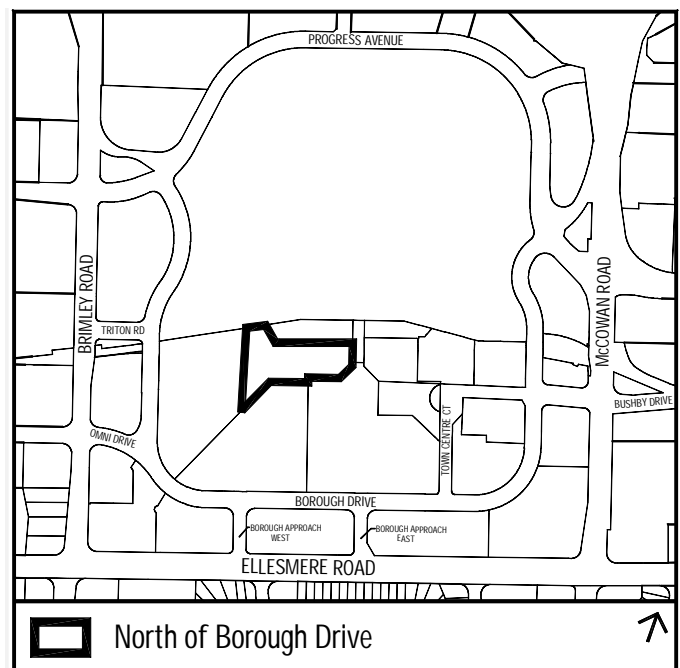 PROGRESS AVENUE
BRIMLEY ROAD
McCOWAN ROAD
TRITON RD
BUSHBY DRIVE
TOWN CENTRE CT
OMNI DRIVE
BOROUGH DRIVE
BOROUGH APPROACH
WEST
BOROUGH APPROACH
EAST
ELLESMERE ROAD
North of Borough Drive